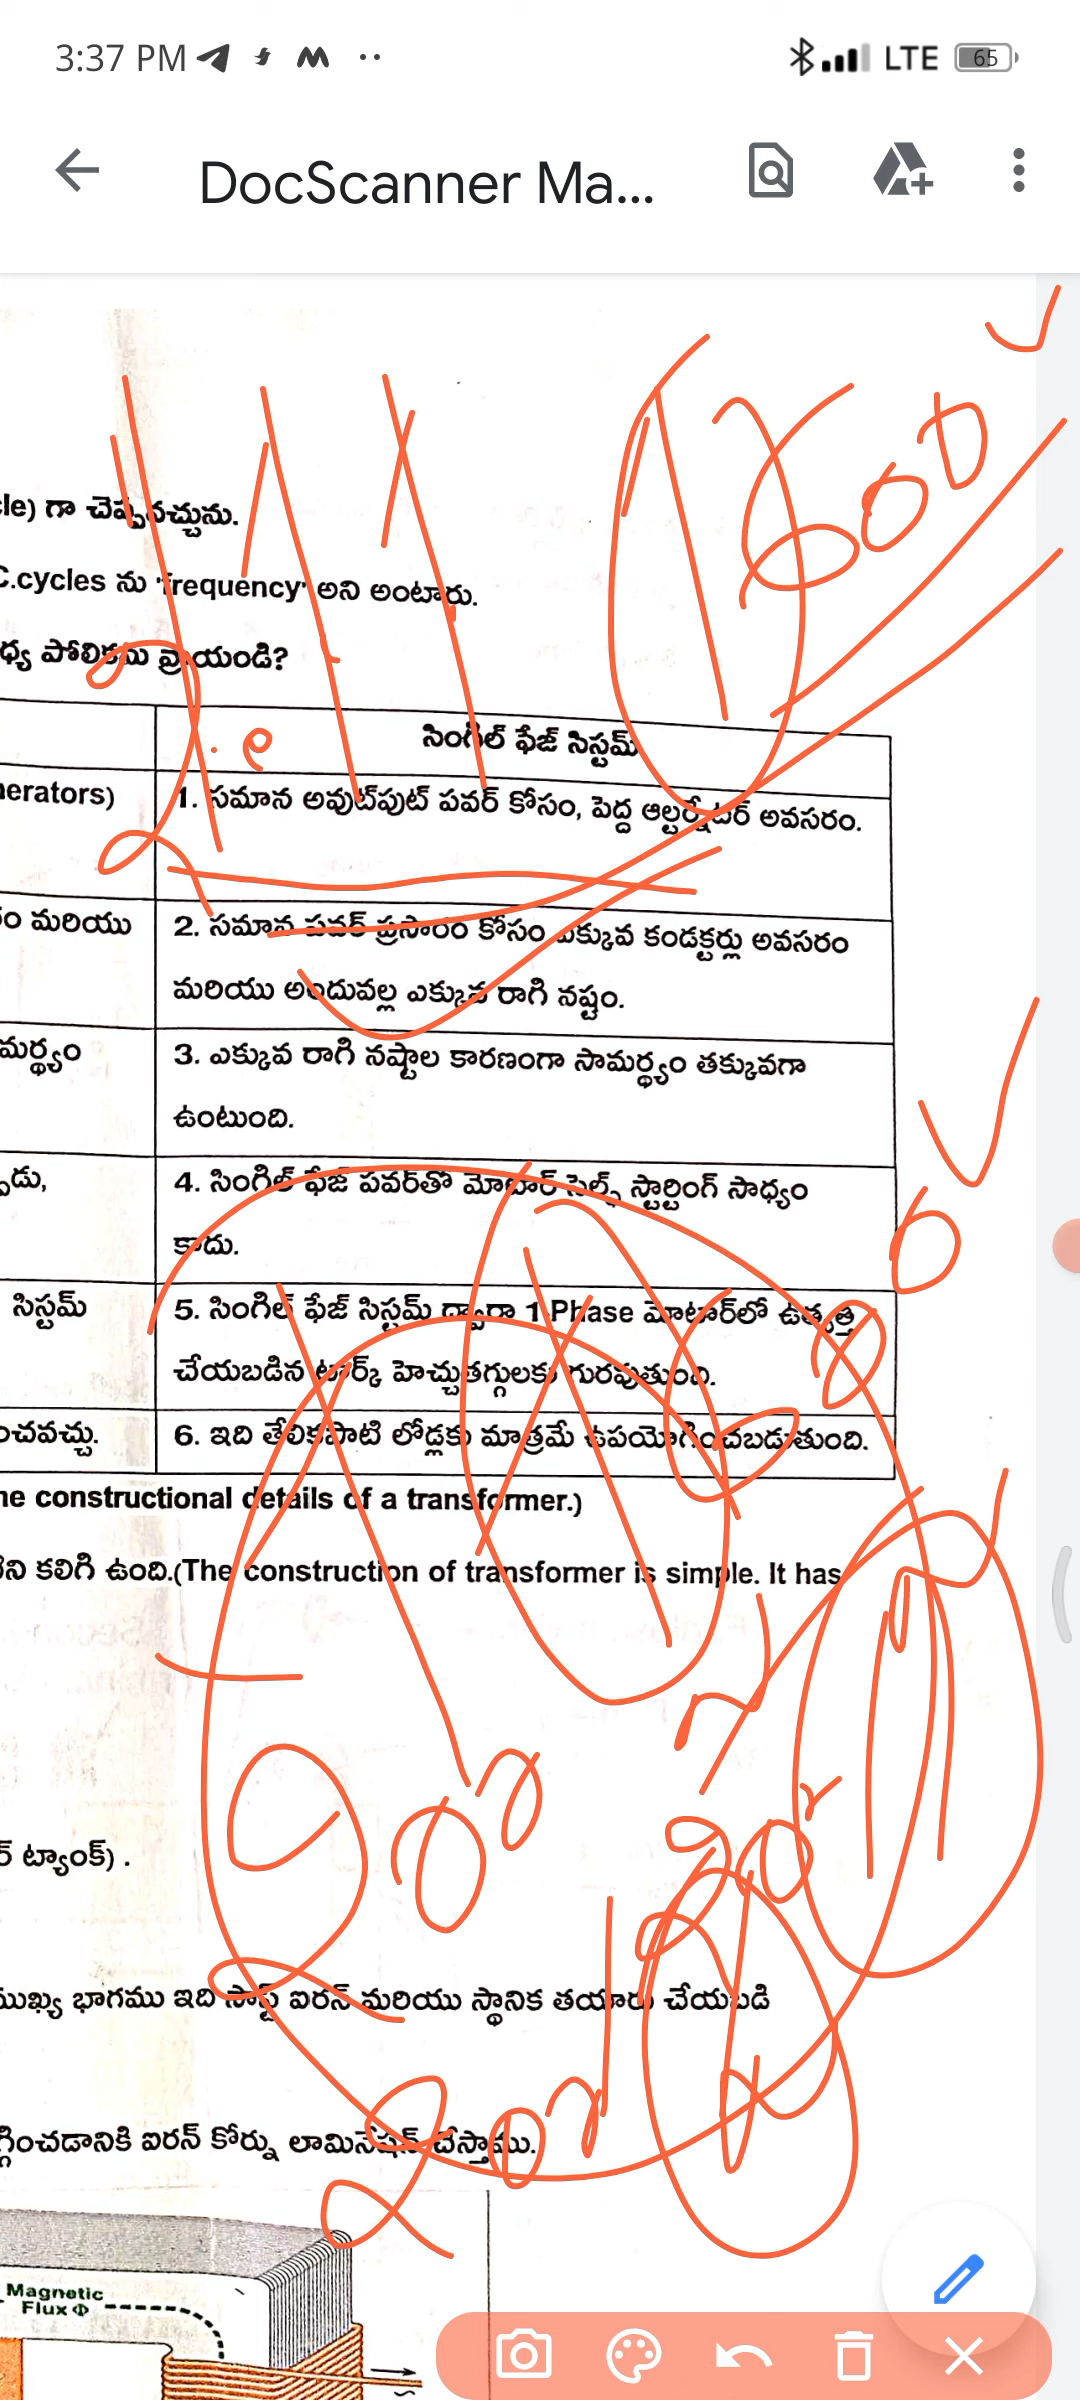 3:37 PM
LTE 65
DocScanner Ma...
cle) గా చెప్పవచ్చును.
C.cycles ను 'frequency' అని అంటారు.
ధ్య పోలికను వ్రాయండి?
సింగిల్ ఫేజ్ సిస్టమ్
nerators)
1. సమాన అవుట్‌పుట్ పవర్ కోసం, పెద్ద ఆల్టర్నేటర్ అవసరం.
ం మరియు
2. సమాన పవర్ ప్రసారం కోసం ఎక్కువ కండక్టర్లు అవసరం
మరియు అందువల్ల ఎక్కువ రాగి నష్టం.
మర్థ్యం
3. ఎక్కువ రాగి నష్టాల కారణంగా సామర్థ్యం తక్కువగా
ఉంటుంది.
డు,
4. సింగిల్ ఫేజ్ పవర్‌తో మోటార్ సెల్ఫ్ స్టార్టింగ్ సాధ్యం
కాదు.
సిస్టమ్
5. సింగిల్ ఫేజ్ సిస్టమ్ ద్వారా 1-Phase మోటార్‌లో ఉత్పత్తి
చేయబడిన టార్క్ హెచ్చుతగ్గులకు గురవుతుంది.
ంచవచ్చు.
6. ఇది తేలికపాటి లోడ్లకు మాత్రమే ఉపయోగించబడుతుంది.
he constructional details of a transformer.)
ని కలిగి ఉంది.(The construction of transformer is simple. It has
ర్ ట్యాంక్) .
ముఖ్య భాగము ఇది సాఫ్ట్ ఐరన్ మరియు స్థానిక తయారు చేయబడి
గ్గించడానికి ఐరన్ కోర్ను లామినేషన్ చేస్తాము.
Magnetic
Flux Φ